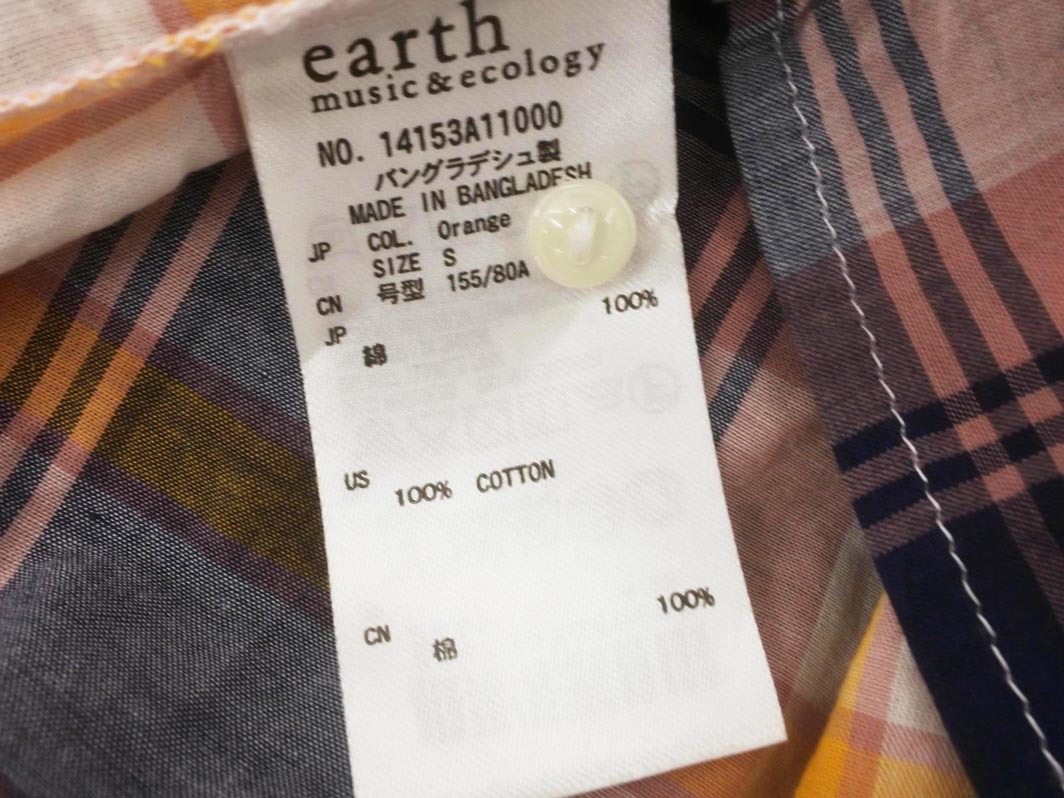 earth
music & ecology
NO. 14153A11000
バングラデシュ製
MADE IN BANGLADESH
JP COL. Orange
SIZE S
CN 号型 155/80A
JP 綿 100%
US 100% COTTON
CN 棉 100%